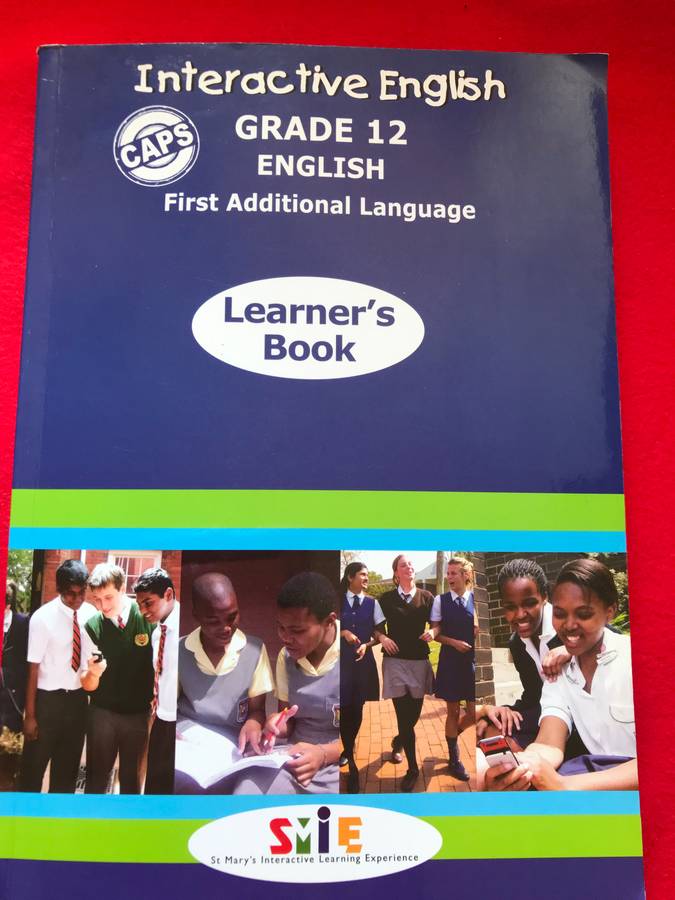 Interactive English
GRADE 12
CAPS
ENGLISH
First Additional Language
Learner's
Book
SMIE
St Mary's Interactive Learning Experience